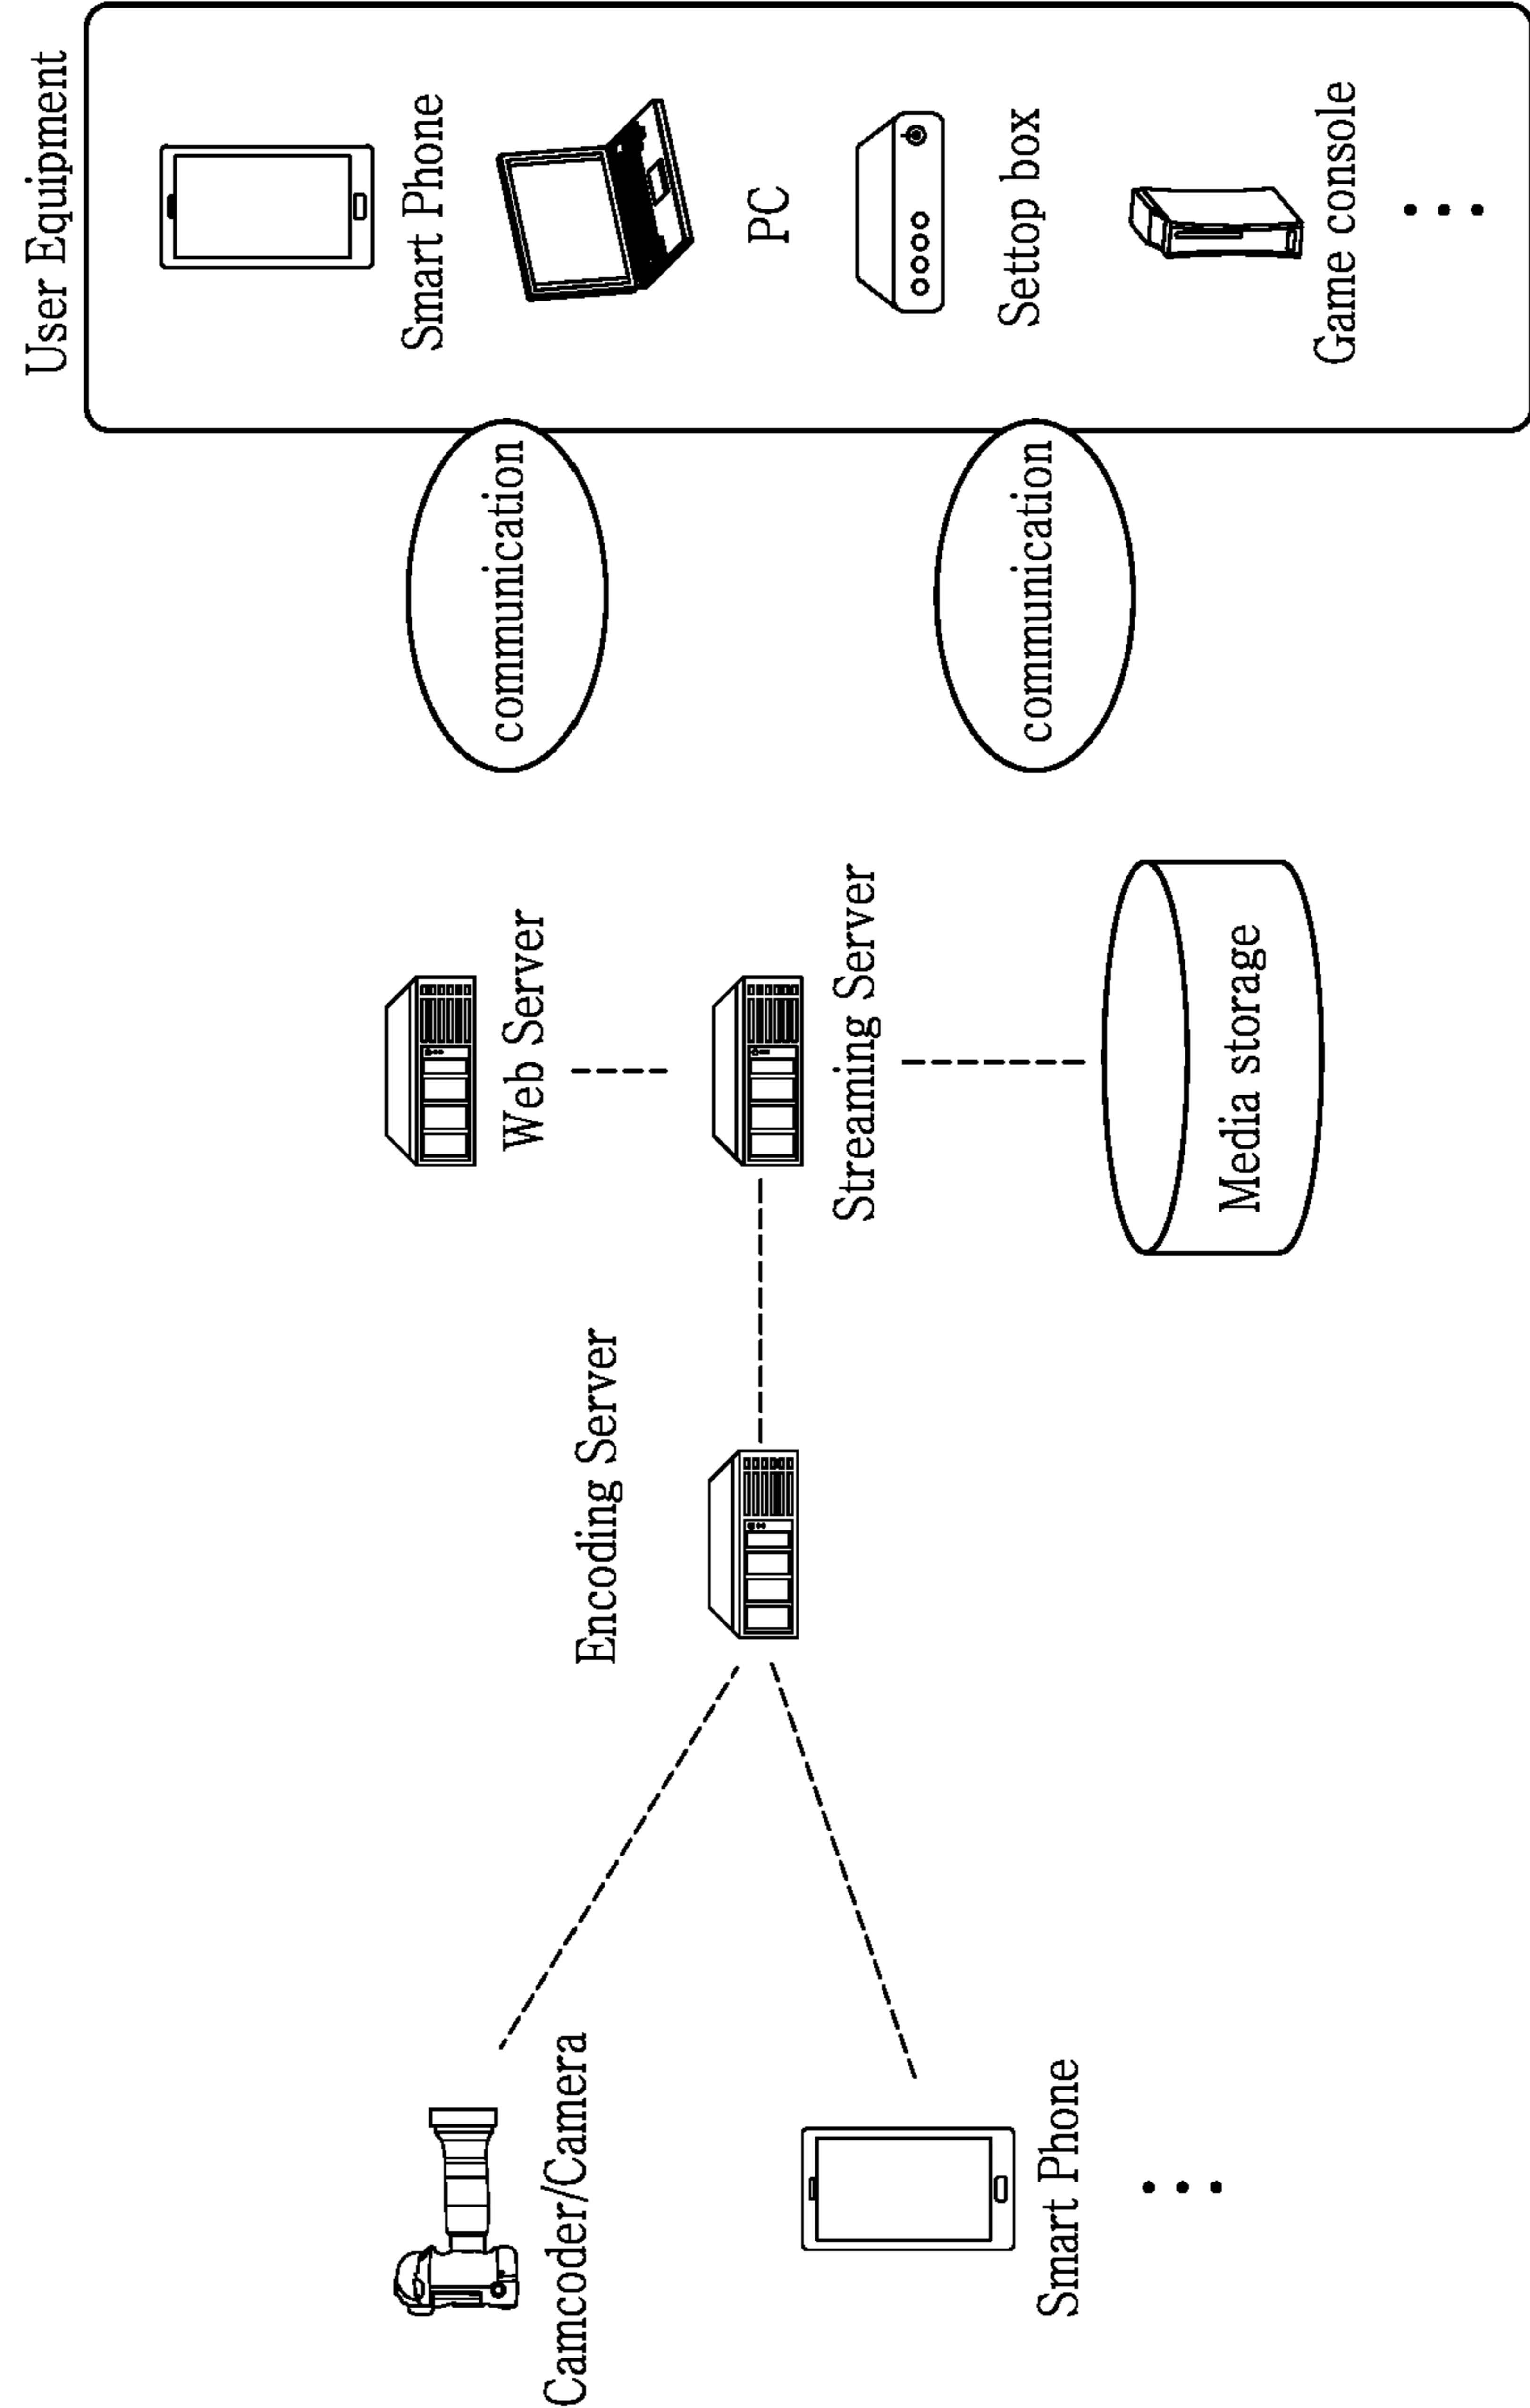 User Equipment
Smart Phone
PC
Settop box
Game console
communication
communication
Web Server
Streaming Server
Media storage
Encoding Server
Camcoder/Camera
Smart Phone